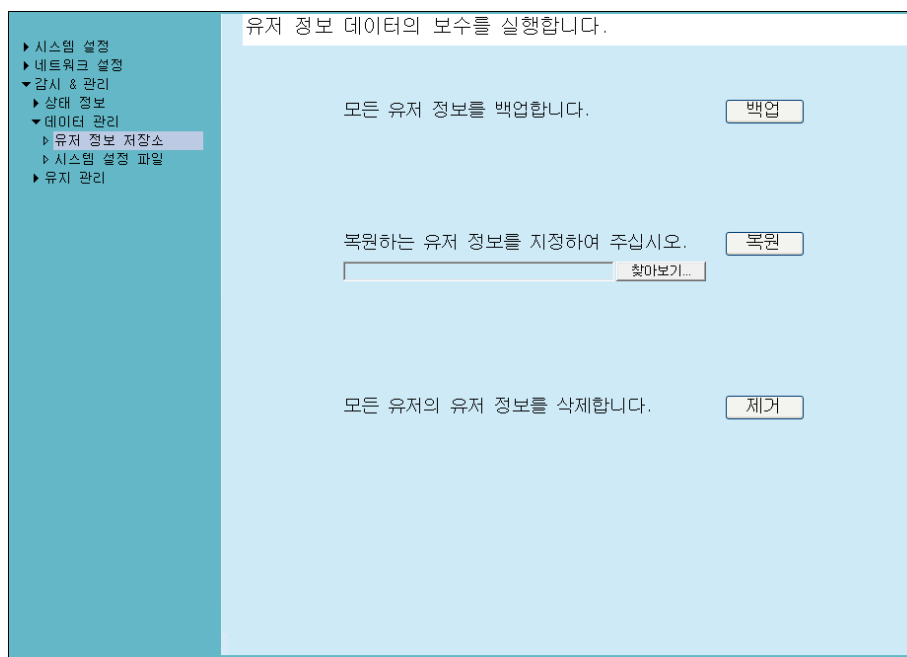 유저 정보 데이터의 보수를 실행합니다.
시스템 설정
네트워크 설정
감시 & 관리
상태 정보
데이터 관리
유저 정보 저장소
시스템 설정 파일
유지 관리
모든 유저 정보를 백업합니다.
백업
복원하는 유저 정보를 지정하여 주십시오.
복원
찾아보기...
모든 유저의 유저 정보를 삭제합니다.
제거